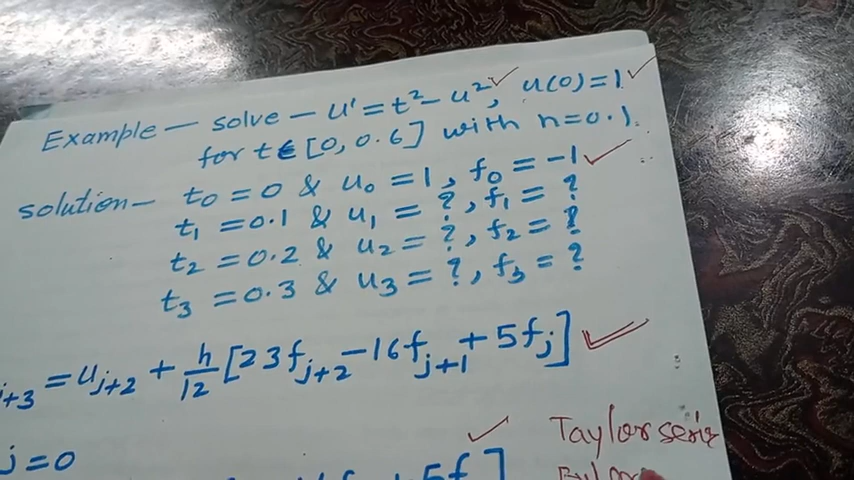 Example — solve — u' = t² - u², u(0) = 1
for t ∈ [0, 0.6] with h = 0.1
solution — t₀ = 0 & u₀ = 1, f₀ = -1
t₁ = 0.1 & u₁ = ?, f₁ = ?
t₂ = 0.2 & u₂ = ?, f₂ = ?
t₃ = 0.3 & u₃ = ?, f₃ = ?
j+3 = u_{j+2} + h/12 [23f_{j+2} - 16f_{j+1} + 5f_j]
Taylor series
j = 0